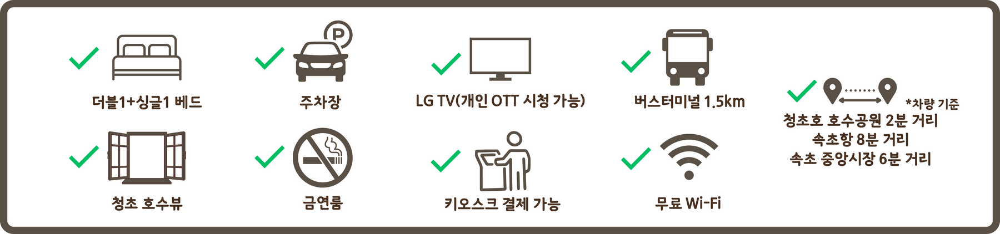 P
더블1+싱글1 베드
주차장
LG TV(개인 OTT 시청 가능)
버스터미널 1.5km
*차량 기준
청초호 호수공원 2분 거리
속초항 8분 거리
속초 중앙시장 6분 거리
청초 호수뷰
금연룸
키오스크 결제 가능
무료 Wi-Fi